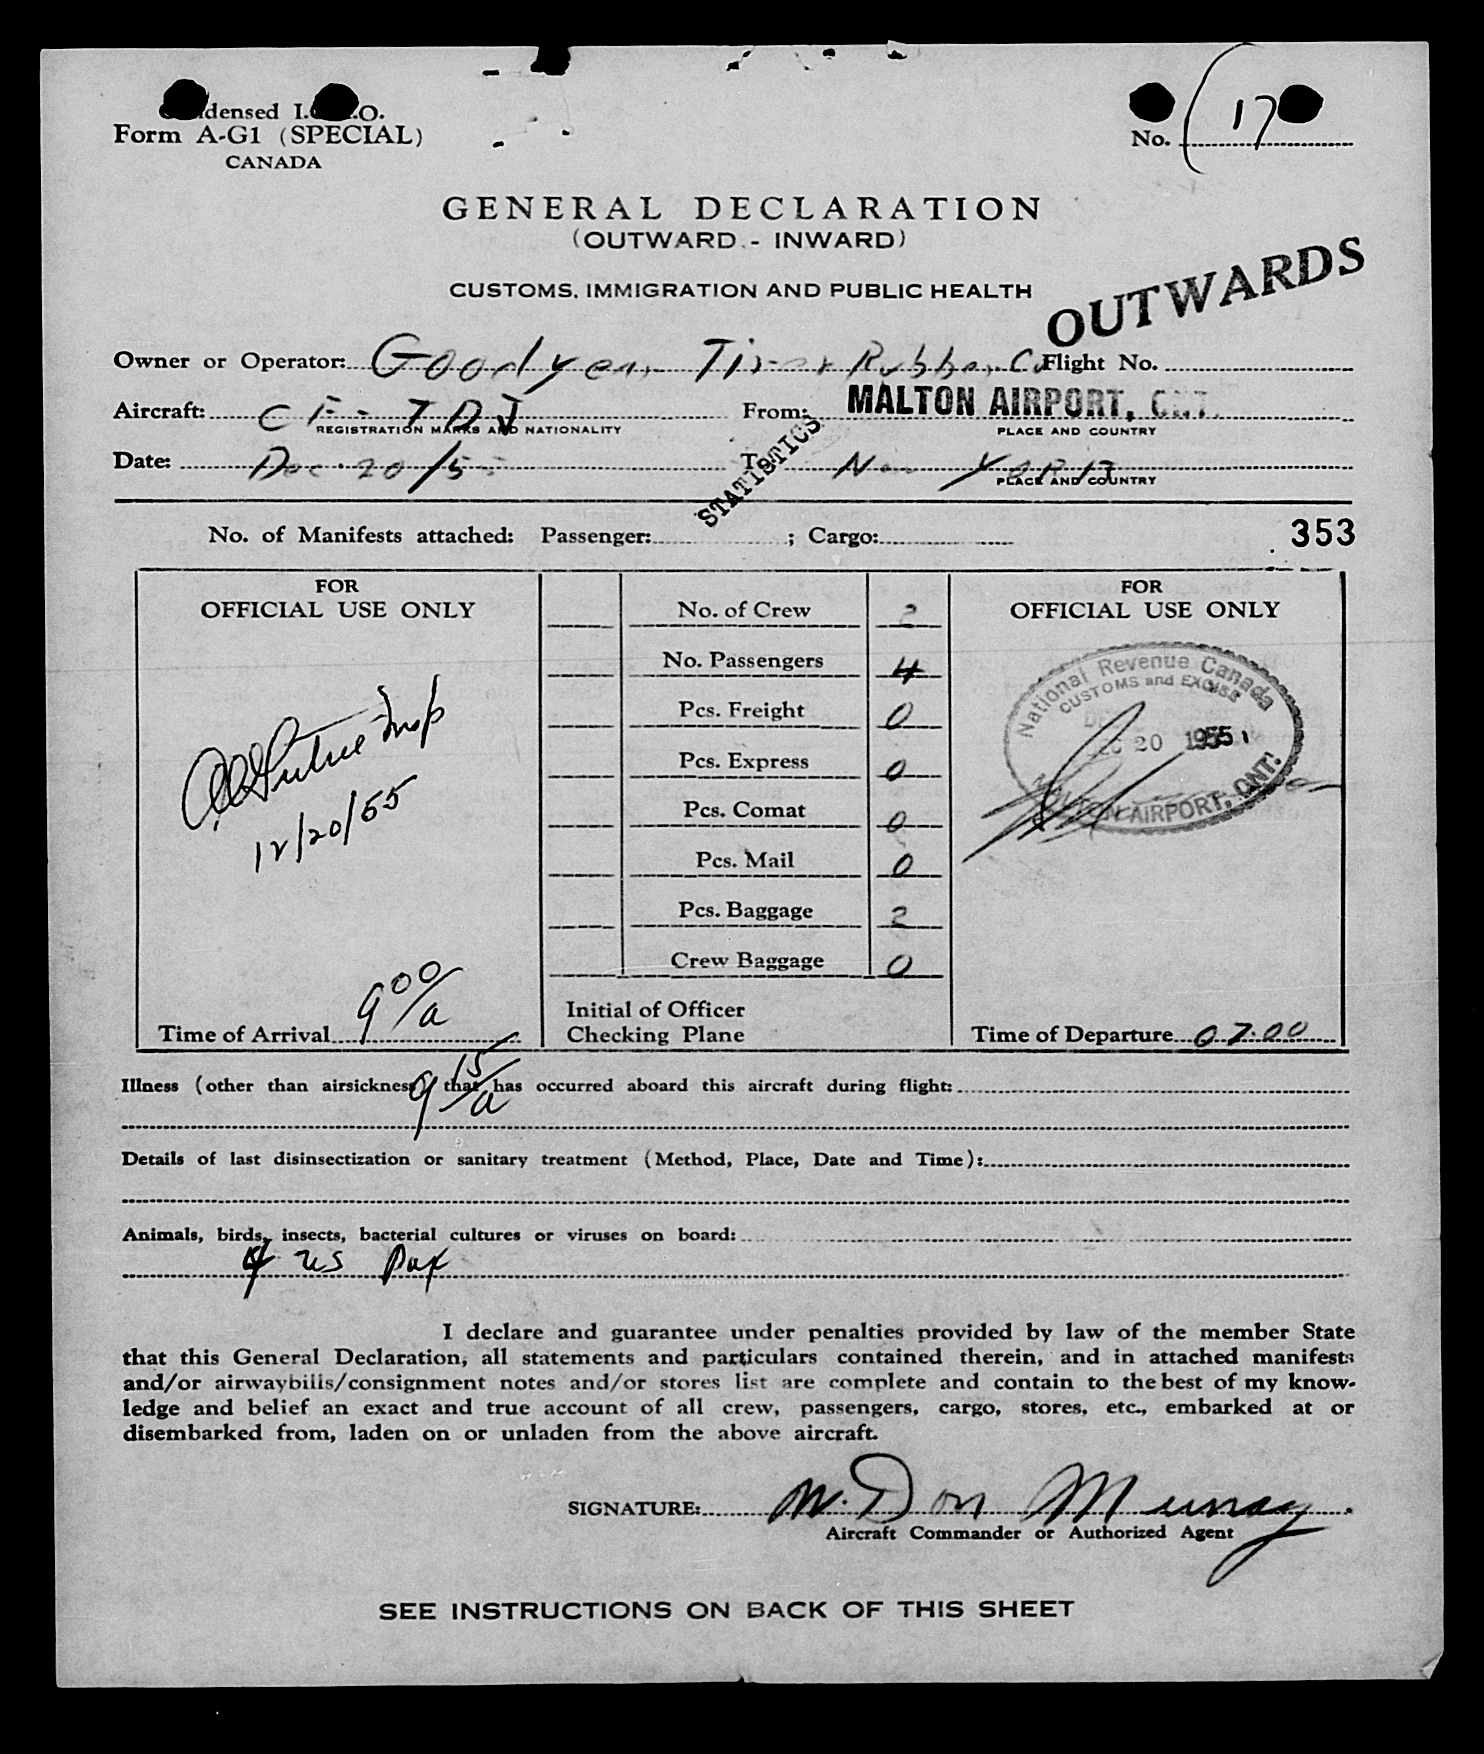 Condensed I.C.A.O.
Form A-G1 (SPECIAL)
CANADA
No. 17
GENERAL DECLARATION
(OUTWARD - INWARD)
CUSTOMS, IMMIGRATION AND PUBLIC HEALTH
OUTWARDS
Owner or Operator: Goodyear Tire & Rubber Co Flight No.
Aircraft: CF-TDJ From: MALTON AIRPORT, ONT.
REGISTRATION MARKS AND NATIONALITY PLACE AND COUNTRY
Date: Dec. 20/55 To New YORK
PLACE AND COUNTRY
STATISTICS
No. of Manifests attached: Passenger: ; Cargo: 353
FOR
OFFICIAL USE ONLY
12/20/55
Time of Arrival 9 00/a
9 15/a
No. of Crew 2
No. Passengers 4
Pcs. Freight 0
Pcs. Express 0
Pcs. Comat 0
Pcs. Mail 0
Pcs. Baggage 2
Crew Baggage 0
Initial of Officer
Checking Plane
FOR
OFFICIAL USE ONLY
National Revenue Canada
CUSTOMS and EXCISE
DEC 20 1955
MALTON AIRPORT, ONT.
Time of Departure 07:00
Illness (other than airsickness) that has occurred aboard this aircraft during flight:
Details of last disinsectization or sanitary treatment (Method, Place, Date and Time):
Animals, birds, insects, bacterial cultures or viruses on board:
4 US Pax
I declare and guarantee under penalties provided by law of the member State
that this General Declaration, all statements and particulars contained therein, and in attached manifests
and/or airwaybills/consignment notes and/or stores list are complete and contain to the best of my know-
ledge and belief an exact and true account of all crew, passengers, cargo, stores, etc., embarked at or
disembarked from, laden on or unladen from the above aircraft.
SIGNATURE: W. Don Murray
Aircraft Commander or Authorized Agent
SEE INSTRUCTIONS ON BACK OF THIS SHEET